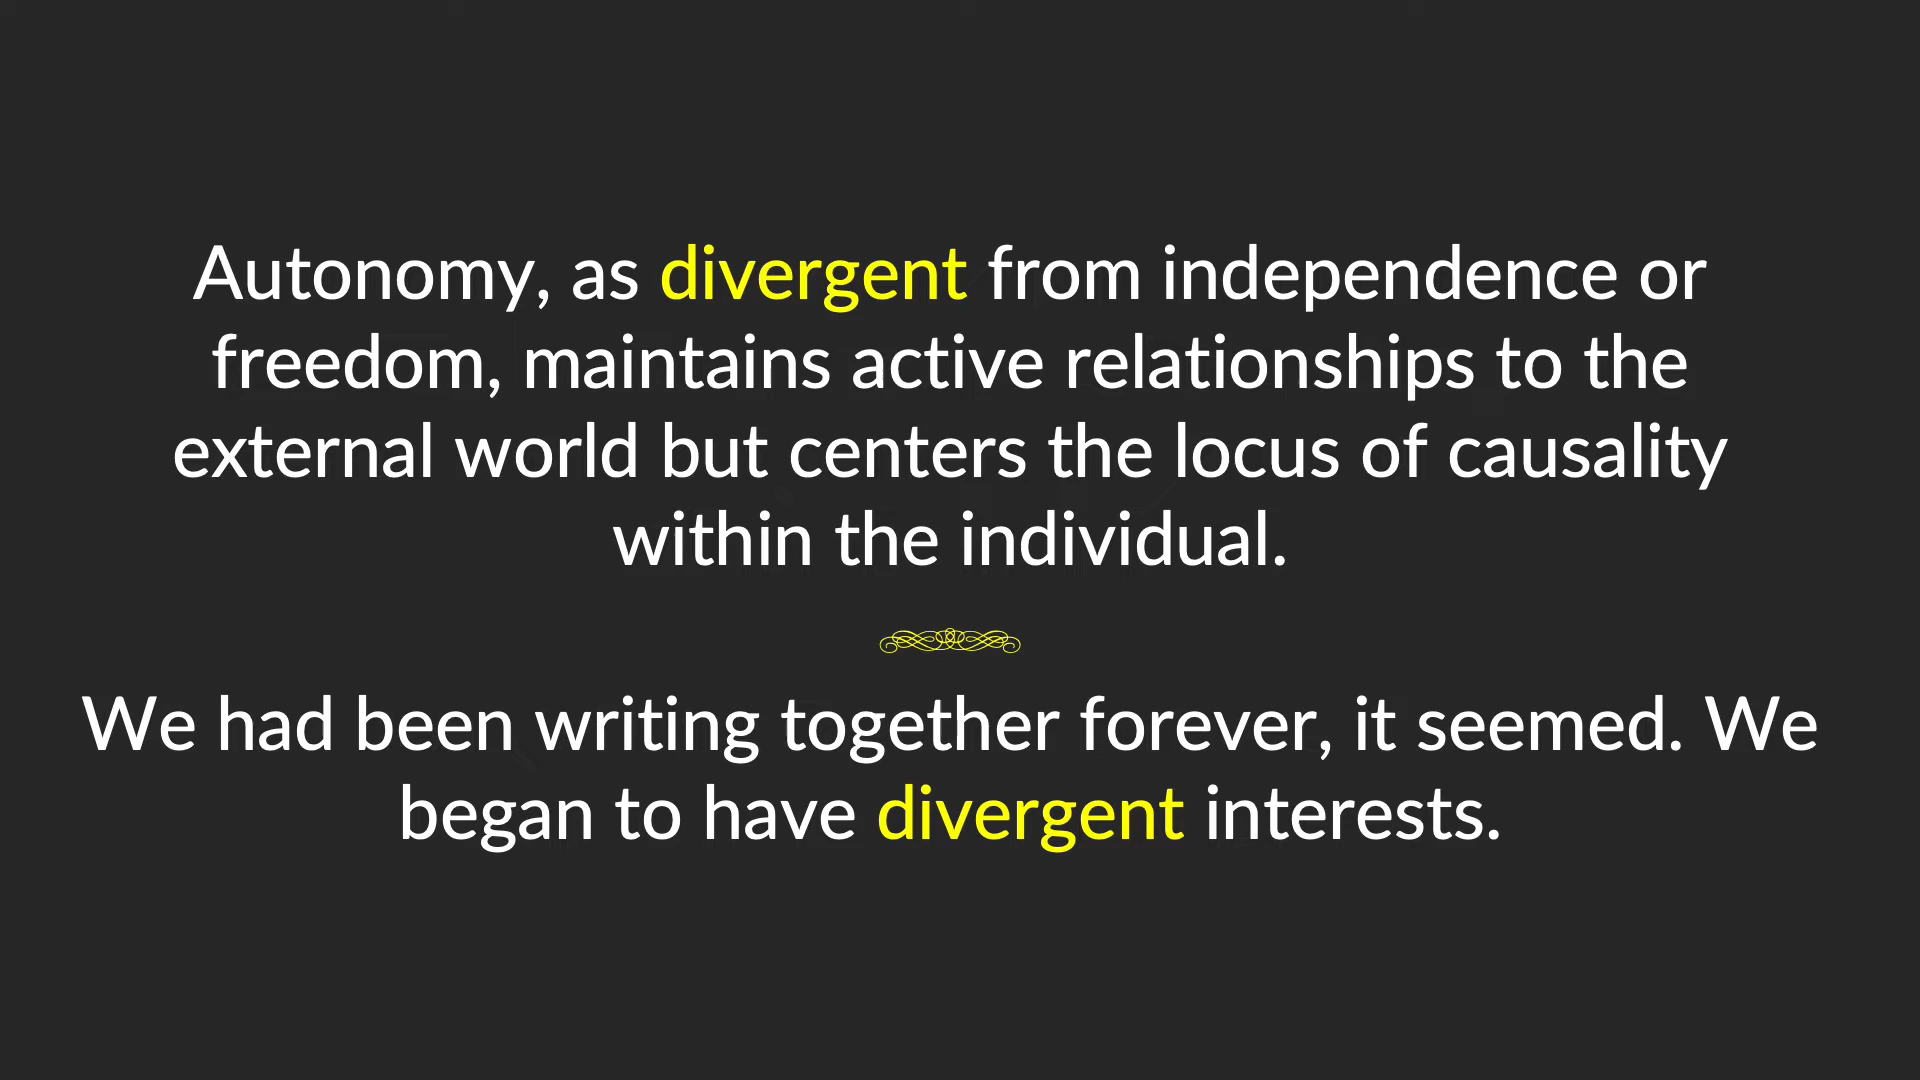 Autonomy, as divergent from independence or
freedom, maintains active relationships to the
external world but centers the locus of causality
within the individual.
We had been writing together forever, it seemed. We
began to have divergent interests.